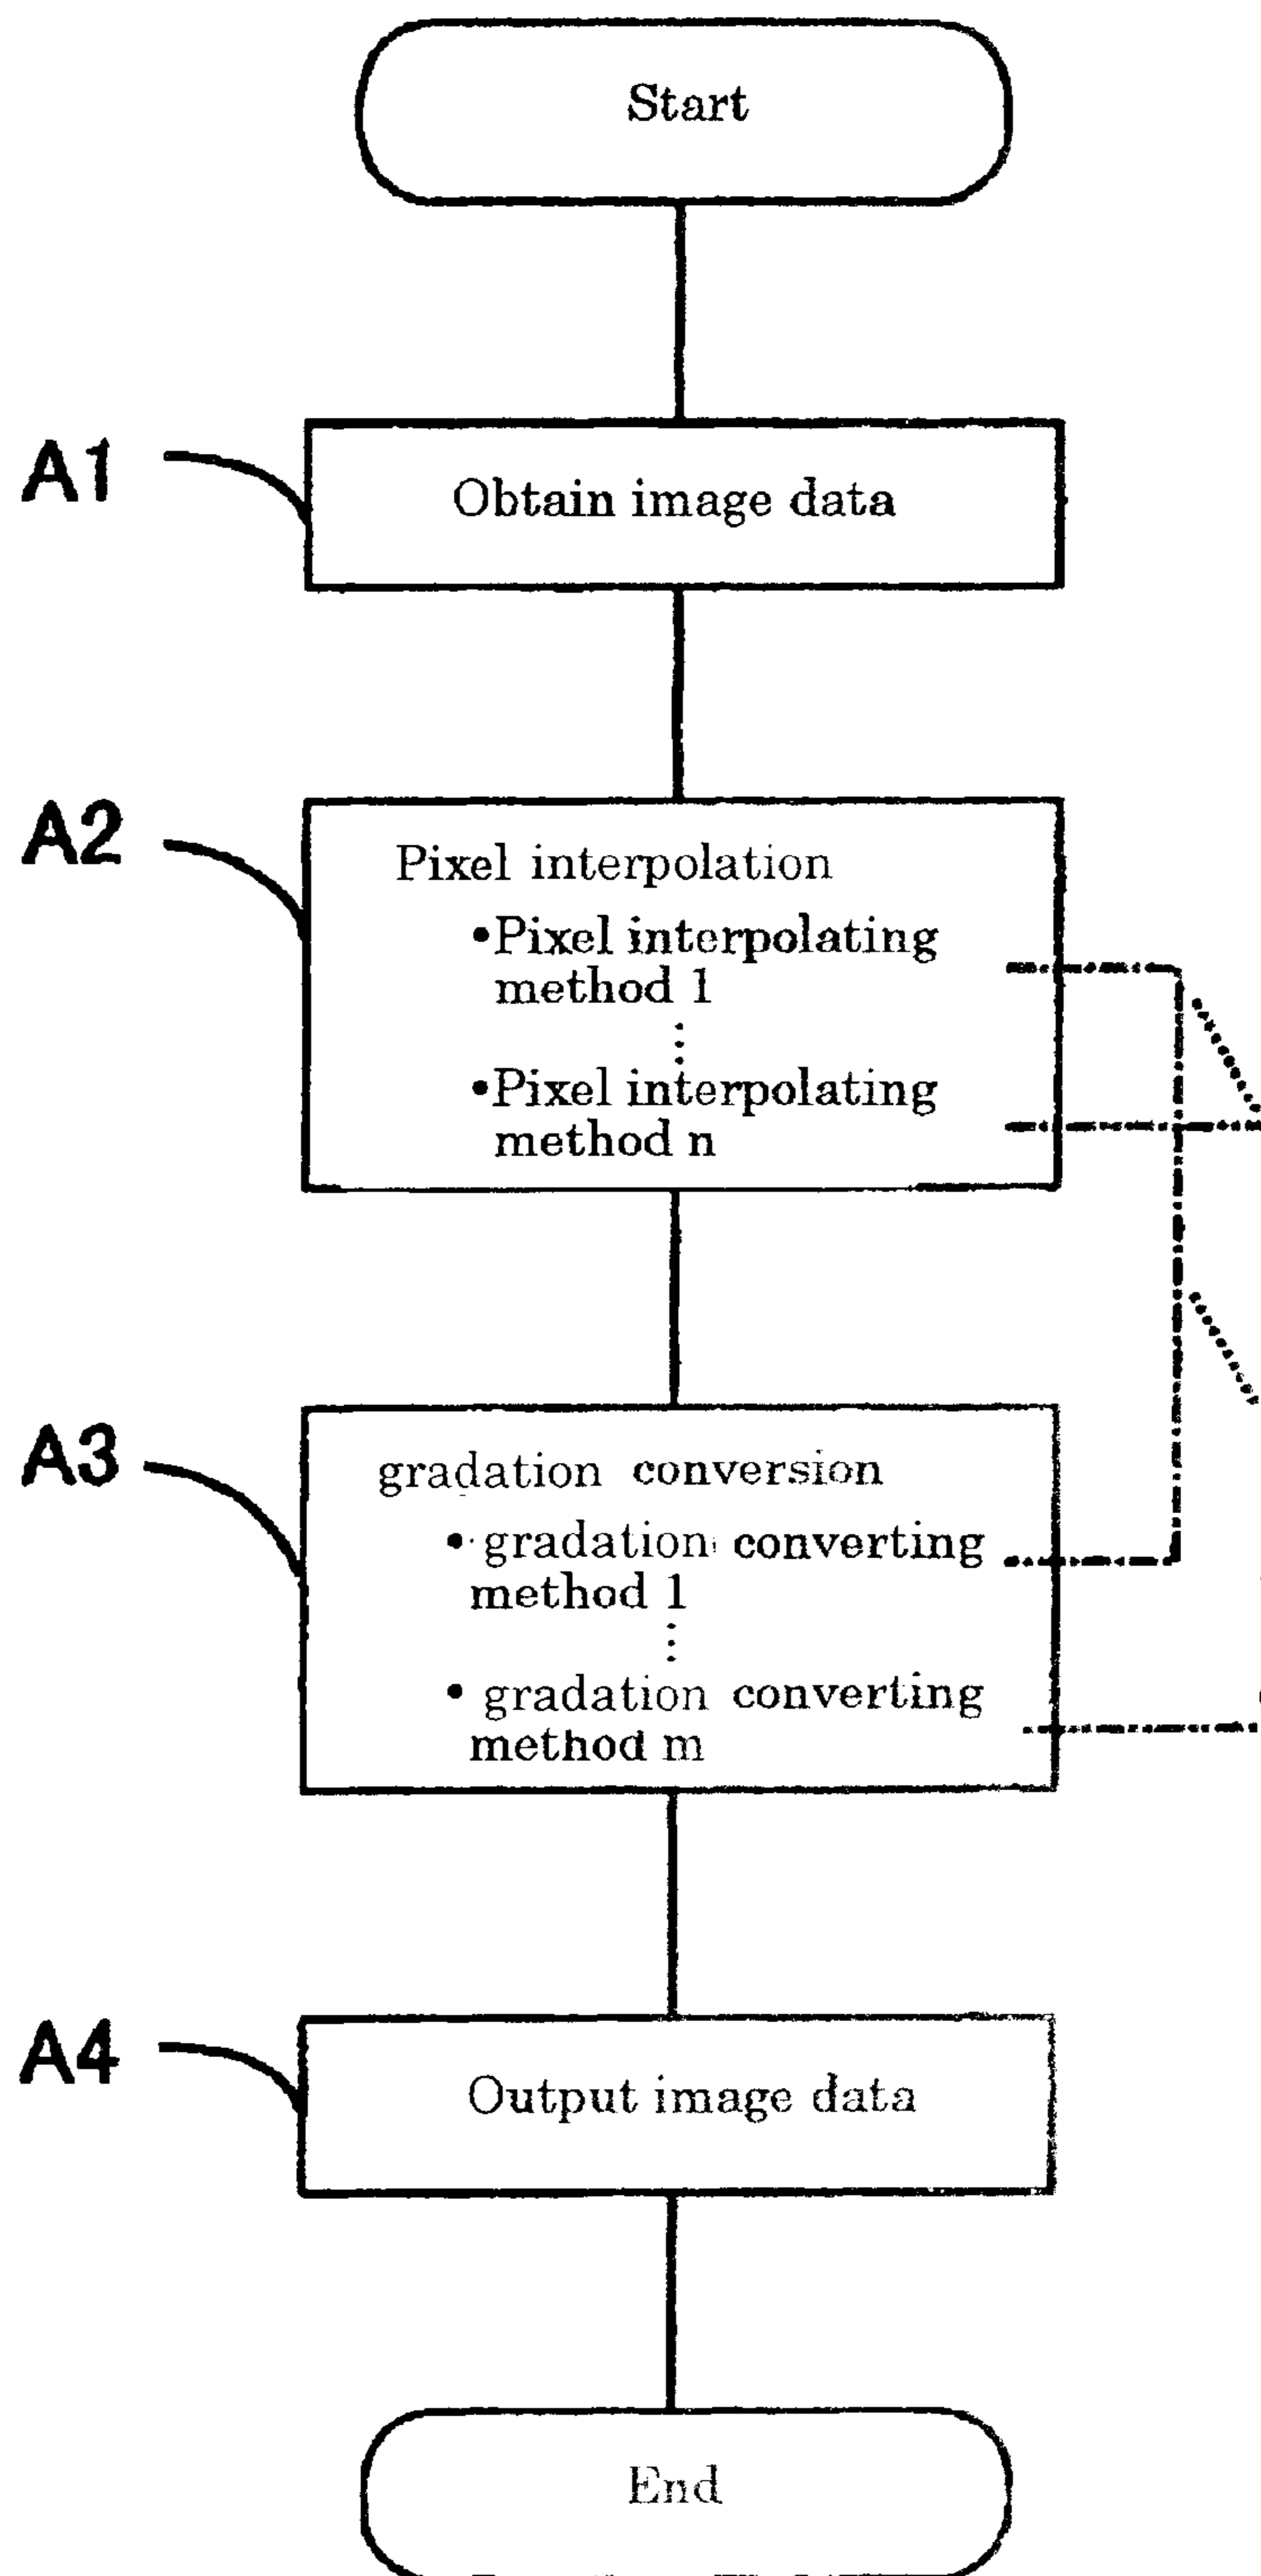 Start
A1
Obtain image data
A2
Pixel interpolation
•Pixel interpolating
method 1
⋮
•Pixel interpolating
method n
A3
gradation conversion
• gradation converting
method 1
⋮
• gradation converting
method m
A4
Output image data
End